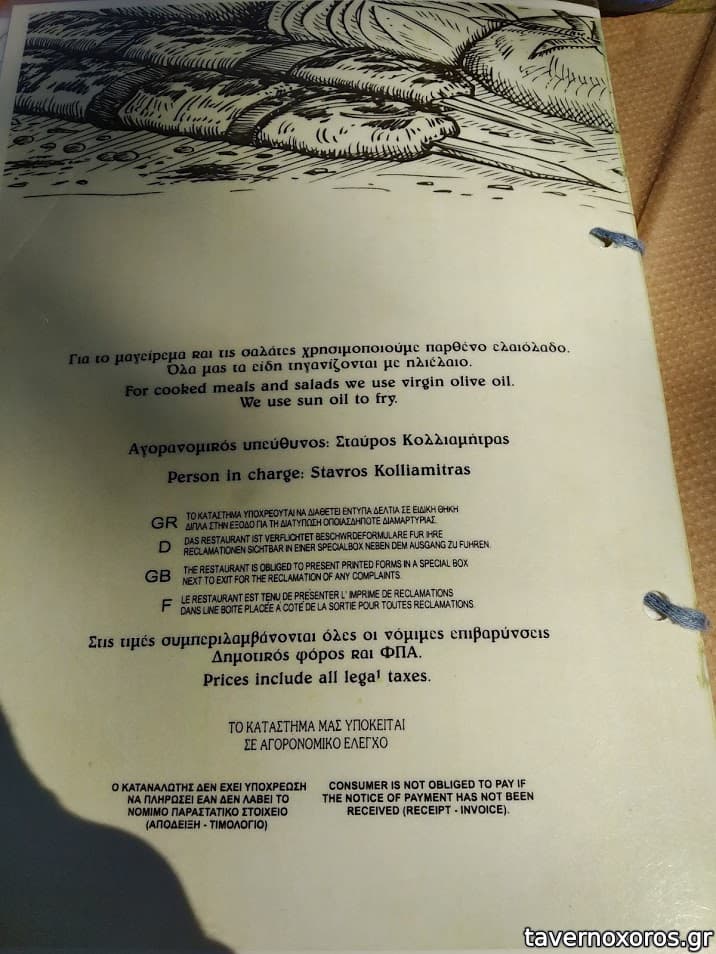 Για το μαγείρεμα και τις σαλάτες χρησιμοποιούμε παρθένο ελαιόλαδο.
Όλα μας τα είδη τηγανίζονται με ηλιέλαιο.
For cooked meals and salads we use virgin olive oil.
We use sun oil to fry.
Αγορανομικός υπεύθυνος: Σταύρος Κολλιαμήτρας
Person in charge: Stavros Kolliamitras
GR ΤΟ ΚΑΤΑΣΤΗΜΑ ΥΠΟΧΡΕΟΥΤΑΙ ΝΑ ΔΙΑΘΕΤΕΙ ΕΝΤΥΠΑ ΔΕΛΤΙΑ ΣΕ ΕΙΔΙΚΗ ΘΗΚΗ
ΔΙΠΛΑ ΣΤΗΝ ΕΞΟΔΟ ΓΙΑ ΤΗ ΔΙΑΤΥΠΩΣΗ ΟΠΟΙΑΣΔΗΠΟΤΕ ΔΙΑΜΑΡΤΥΡΙΑΣ.
D DAS RESTAURANT IST VERFLICHTET BESCHWRDEFORMULARE FUR IHRE
RECLAMATIONEN SICHTBAR IN EINER SPECIALBOX NEBEN DEM AUSGANG ZU FUHREN.
GB THE RESTAURANT IS OBLIGED TO PRESENT PRINTED FORMS IN A SPECIAL BOX
NEXT TO EXIT FOR THE RECLAMATION OF ANY COMPLAINTS.
F LE RESTAURANT EST TENU DE PRÉSENTER L' IMPRIME DE RECLAMATIONS
DANS LINE BOITE PLACÉE A COTÉ DE LA SORTIE POUR TOUTES RECLAMATIONS.
Στις τιμές συμπεριλαμβάνονται όλες οι νόμιμες επιβαρύνσεις
Δημοτικός φόρος και ΦΠΑ.
Prices include all legal taxes.
ΤΟ ΚΑΤΑΣΤΗΜΑ ΜΑΣ ΥΠΟΚΕΙΤΑΙ
ΣΕ ΑΓΟΡΟΝΟΜΙΚΟ ΕΛΕΓΧΟ
Ο ΚΑΤΑΝΑΛΩΤΗΣ ΔΕΝ ΕΧΕΙ ΥΠΟΧΡΕΩΣΗ
ΝΑ ΠΛΗΡΩΣΕΙ ΕΑΝ ΔΕΝ ΛΑΒΕΙ ΤΟ
ΝΟΜΙΜΟ ΠΑΡΑΣΤΑΤΙΚΟ ΣΤΟΙΧΕΙΟ
(ΑΠΟΔΕΙΞΗ - ΤΙΜΟΛΟΓΙΟ)
CONSUMER IS NOT OBLIGED TO PAY IF
THE NOTICE OF PAYMENT HAS NOT BEEN
RECEIVED (RECEIPT - INVOICE).
tavernoxoros.gr